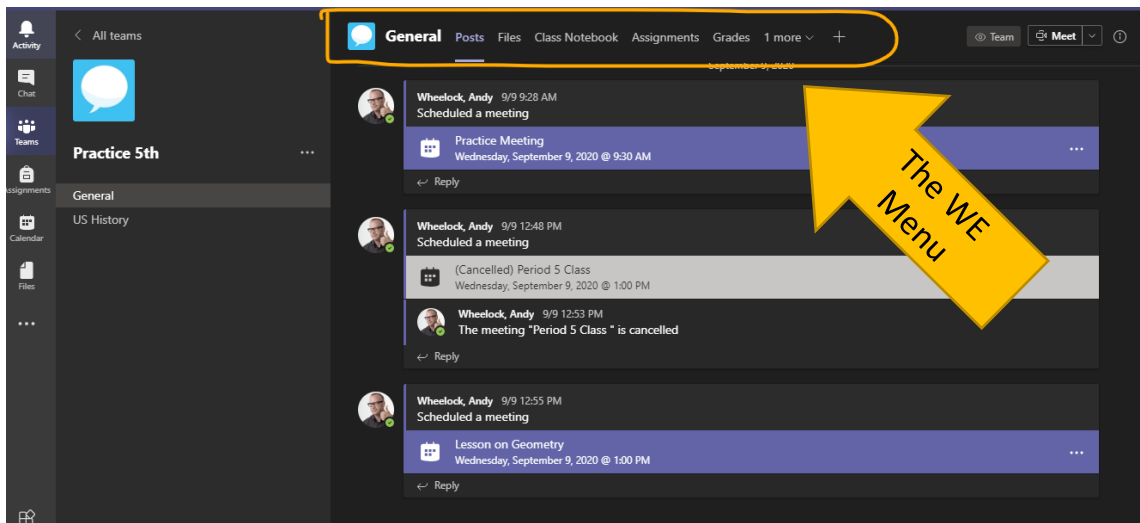 Activity
Chat
Teams
Assignments
Calendar
Files
All teams
Practice 5th
General
US History
General Posts Files Class Notebook Assignments Grades 1 more
Team
Meet
September 9, 2020
Wheelock, Andy 9/9 9:28 AM
Scheduled a meeting
Practice Meeting
Wednesday, September 9, 2020 @ 9:30 AM
Reply
Wheelock, Andy 9/9 12:48 PM
Scheduled a meeting
(Cancelled) Period 5 Class
Wednesday, September 9, 2020 @ 1:00 PM
Wheelock, Andy 9/9 12:53 PM
The meeting "Period 5 Class " is cancelled
Reply
Wheelock, Andy 9/9 12:55 PM
Scheduled a meeting
Lesson on Geometry
Wednesday, September 9, 2020 @ 1:00 PM
Reply
The WE
Menu